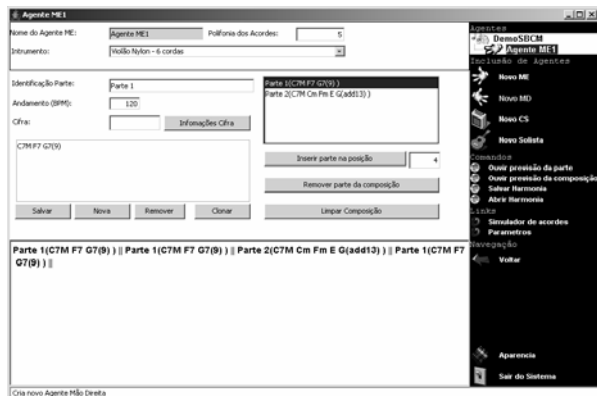 Agente ME1
Nome do Agente ME: Agente ME1 Polifonia dos Acordes: 5
Intrumento: Violão Nylon - 6 cordas
Identificação Parte: Parte 1
Andamento (BPM): 120
Cifra: Infomações Cifra
C7M F7 G7(9)
Salvar Nova Remover Clonar
Parte 1(C7M F7 G7(9) )
Parte 2(C7M Cm Fm E G(add13) )
Inserir parte na posição 4
Remover parte da composição
Limpar Composição
Parte 1(C7M F7 G7(9) ) || Parte 1(C7M F7 G7(9) ) || Parte 2(C7M Cm Fm E G(add13) ) || Parte 1(C7M F7
G7(9) ) ||
Cria novo Agente Mão Direita
Agentes
DemoSBCM
Agente ME1
Inclusão de Agentes
Novo ME
Novo MD
Novo CS
Novo Solista
Comandos
Ouvir previsão da parte
Ouvir previsão da composição
Salvar Harmonia
Abrir Harmonia
Links
Simulador de acordes
Parametros
Navegação
Voltar
Aparencia
Sair do Sistema